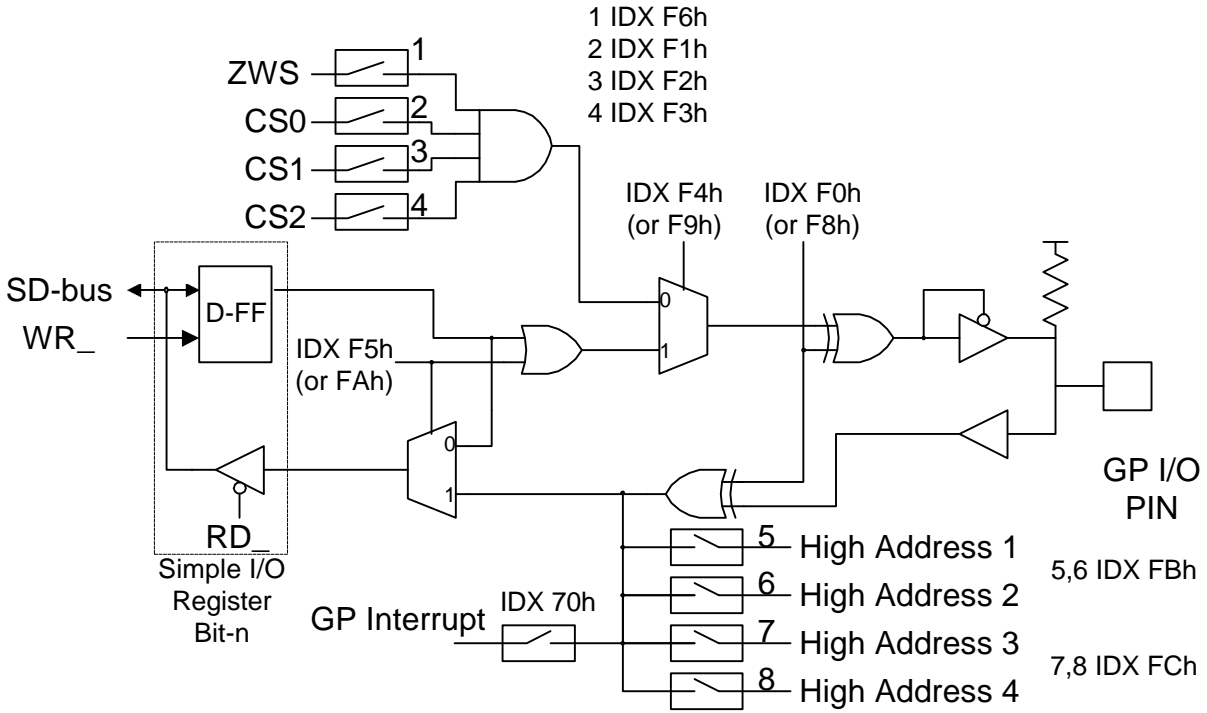 1 IDX F6h
2 IDX F1h
3 IDX F2h
4 IDX F3h
ZWS
1
CS0
2
CS1
3
CS2
4
IDX F4h
(or F9h)
IDX F0h
(or F8h)
SD-bus
WR_
D-FF
IDX F5h
(or FAh)
0
1
0
1
RD_
Simple I/O
Register
Bit-n
GP I/O
PIN
GP Interrupt
IDX 70h
5
High Address 1
6
High Address 2
5,6 IDX FBh
7
High Address 3
8
High Address 4
7,8 IDX FCh